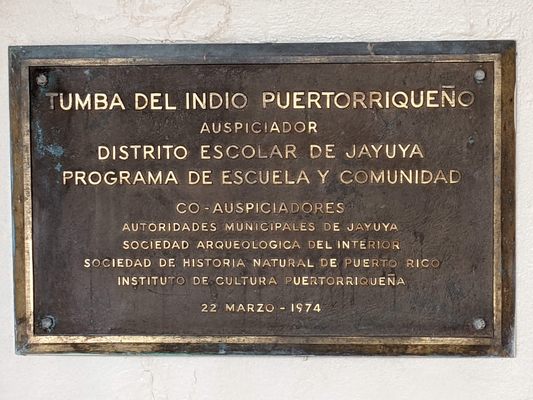 TUMBA DEL INDIO PUERTORRIQUEÑO
AUSPICIADOR
DISTRITO ESCOLAR DE JAYUYA
PROGRAMA DE ESCUELA Y COMUNIDAD
CO-AUSPICIADORES
AUTORIDADES MUNICIPALES DE JAYUYA
SOCIEDAD ARQUEOLOGICA DEL INTERIOR
SOCIEDAD DE HISTORIA NATURAL DE PUERTO RICO
INSTITUTO DE CULTURA PUERTORRIQUEÑA
22 MARZO - 1974